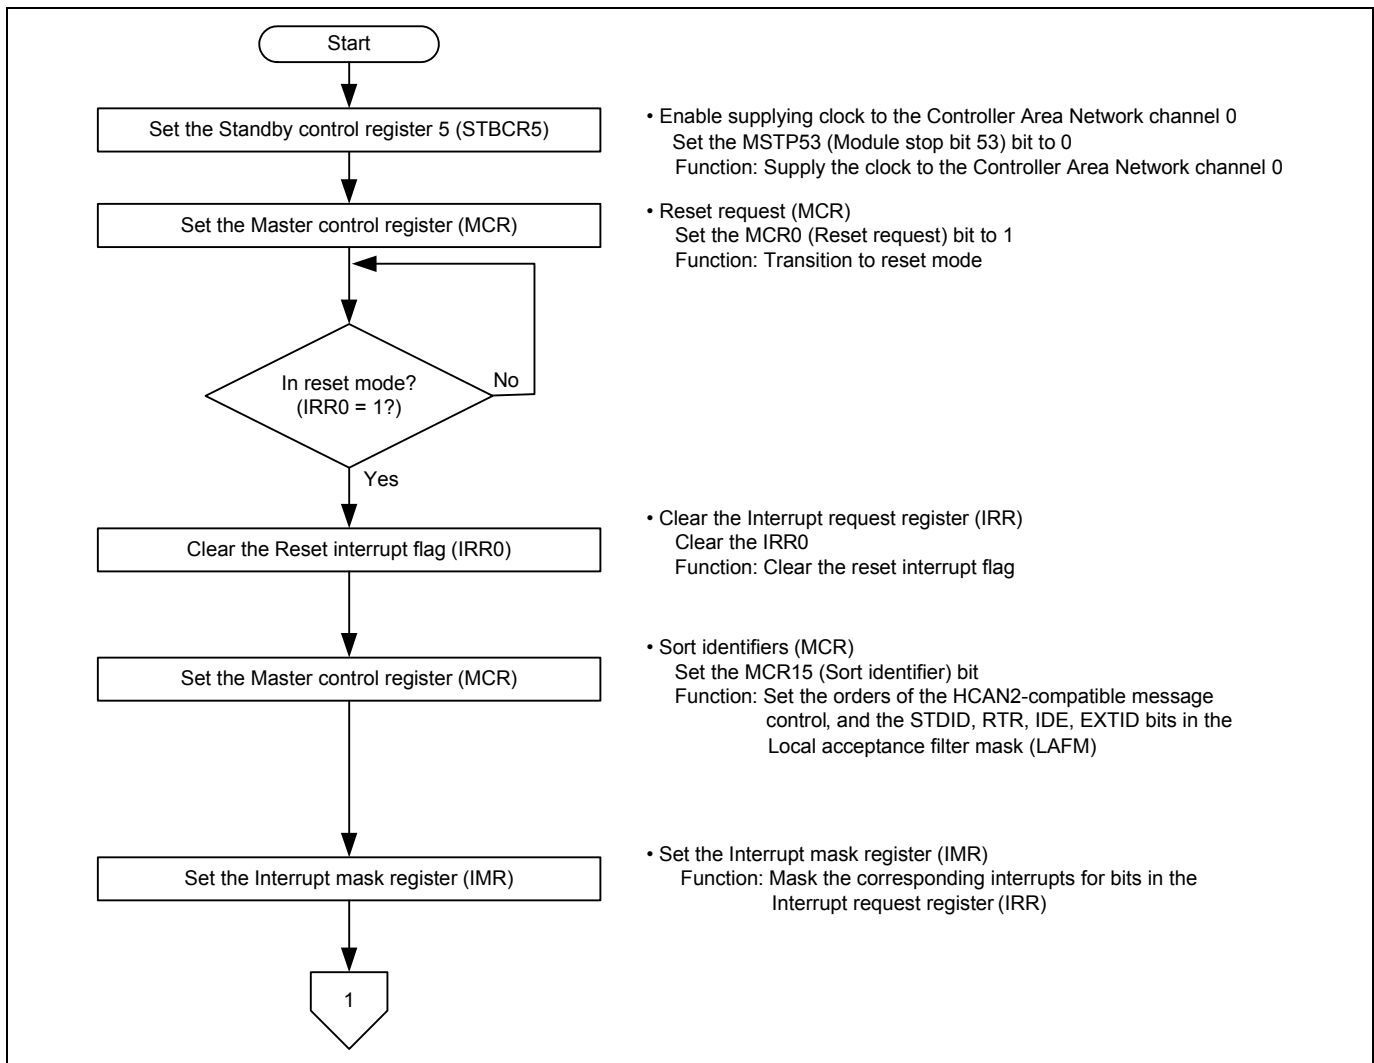 Start
Set the Standby control register 5 (STBCR5)
• Enable supplying clock to the Controller Area Network channel 0
Set the MSTP53 (Module stop bit 53) bit to 0
Function: Supply the clock to the Controller Area Network channel 0
Set the Master control register (MCR)
• Reset request (MCR)
Set the MCR0 (Reset request) bit to 1
Function: Transition to reset mode
In reset mode?
(IRR0 = 1?)
No
Yes
Clear the Reset interrupt flag (IRR0)
• Clear the Interrupt request register (IRR)
Clear the IRR0
Function: Clear the reset interrupt flag
Set the Master control register (MCR)
• Sort identifiers (MCR)
Set the MCR15 (Sort identifier) bit
Function: Set the orders of the HCAN2-compatible message
control, and the STDID, RTR, IDE, EXTID bits in the
Local acceptance filter mask (LAFM)
Set the Interrupt mask register (IMR)
• Set the Interrupt mask register (IMR)
Function: Mask the corresponding interrupts for bits in the
Interrupt request register (IRR)
1